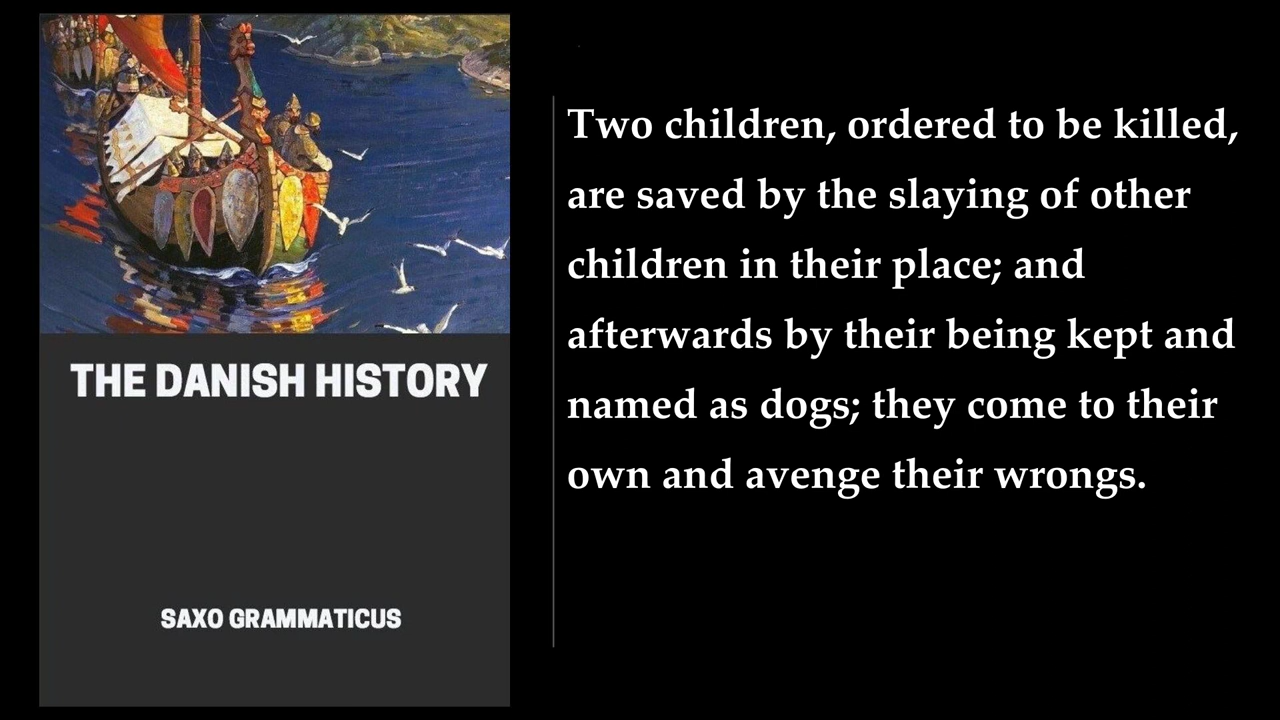 THE DANISH HISTORY
SAXO GRAMMATICUS
Two children, ordered to be killed,
are saved by the slaying of other
children in their place; and
afterwards by their being kept and
named as dogs; they come to their
own and avenge their wrongs.